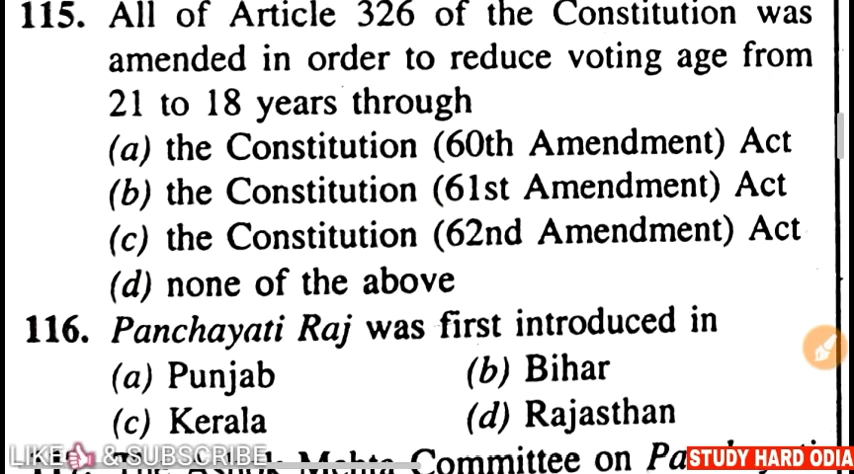 115. All of Article 326 of the Constitution was
amended in order to reduce voting age from
21 to 18 years through
(a) the Constitution (60th Amendment) Act
(b) the Constitution (61st Amendment) Act
(c) the Constitution (62nd Amendment) Act
(d) none of the above
116. Panchayati Raj was first introduced in
(a) Punjab (b) Bihar
(c) Kerala (d) Rajasthan
Committee on
LIKE & SUBSCRIBE
STUDY HARD ODIA